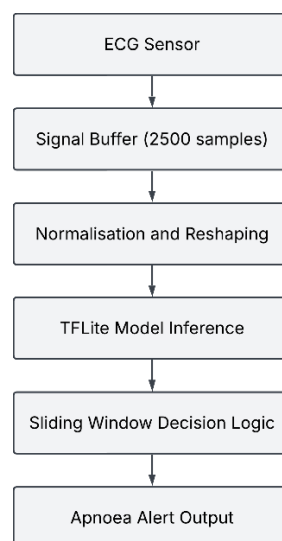 ECG Sensor
Signal Buffer (2500 samples)
Normalisation and Reshaping
TFLite Model Inference
Sliding Window Decision Logic
Apnoea Alert Output